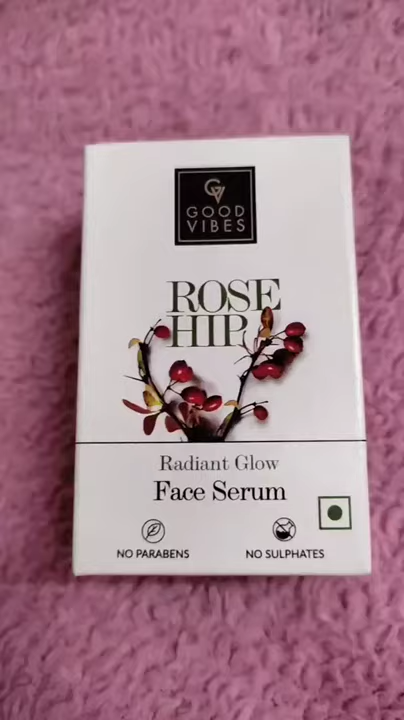 GV
GOOD
VIBES
ROSE
HIP
Radiant Glow
Face Serum
NO PARABENS
NO SULPHATES